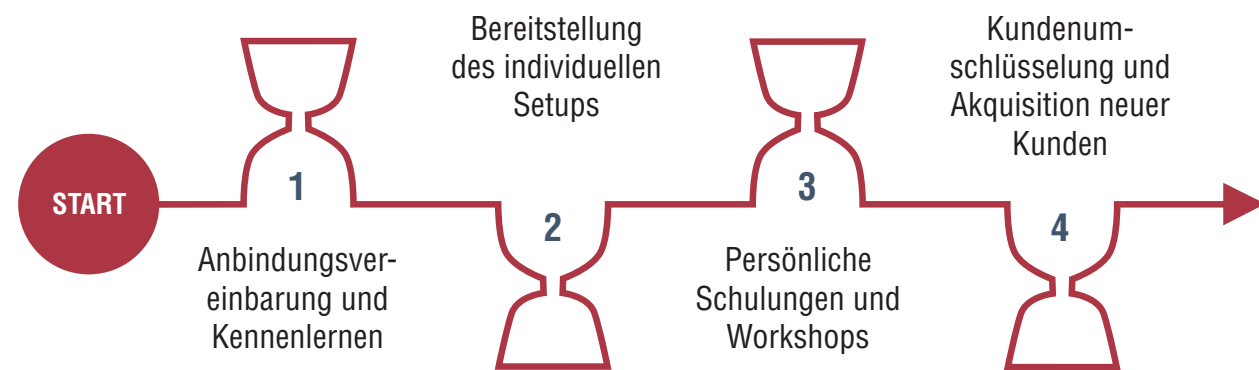 START
1
Anbindungsver-
einbarung und
Kennenlernen
Bereitstellung
des individuellen
Setups
2
3
Persönliche
Schulungen und
Workshops
Kundenum-
schlüsselung und
Akquisition neuer
Kunden
4